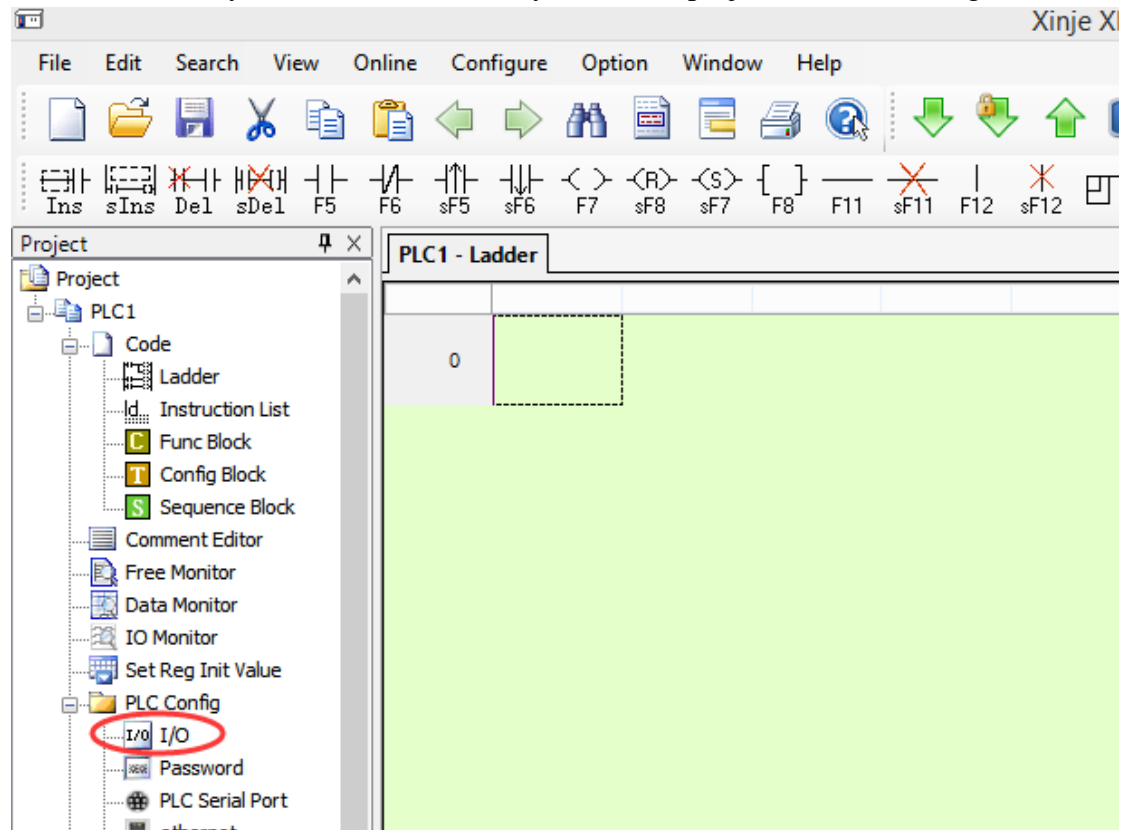 Xinje X
File Edit Search View Online Configure Option Window Help
Ins sIns Del sDel F5 F6 sF5 sF6 F7 sF8 sF7 F8 F11 sF11 F12 sF12
Project
PLC1 - Ladder
Project
PLC1
Code
0
Ladder
Instruction List
C Func Block
T Config Block
S Sequence Block
Comment Editor
Free Monitor
Data Monitor
IO Monitor
Set Reg Init Value
PLC Config
I/O I/O
Password
PLC Serial Port